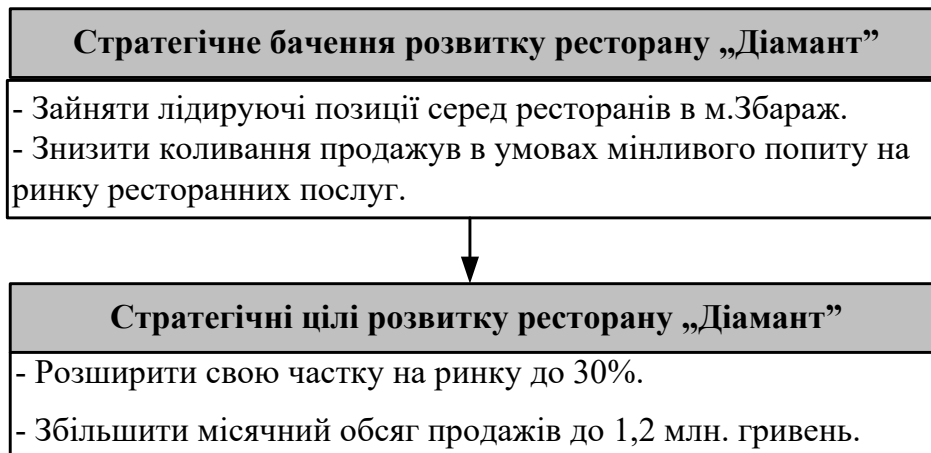 Стратегічне бачення розвитку ресторану „Діамант”
- Зайняти лідируючі позиції серед ресторанів в м.Збараж.
- Знизити коливання продажув в умовах мінливого попиту на
ринку ресторанних послуг.
Стратегічні цілі розвитку ресторану „Діамант”
- Розширити свою частку на ринку до 30%.
- Збільшити місячний обсяг продажів до 1,2 млн. гривень.